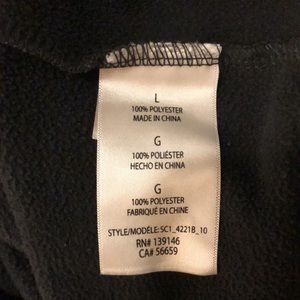 L
100% POLYESTER
MADE IN CHINA
G
100% POLIÉSTER
HECHO EN CHINA
G
100% POLYESTER
FABRIQUÉ EN CHINE
STYLE/MODÈLE: SC1_4221B_10
RN# 139146
CA# 56659